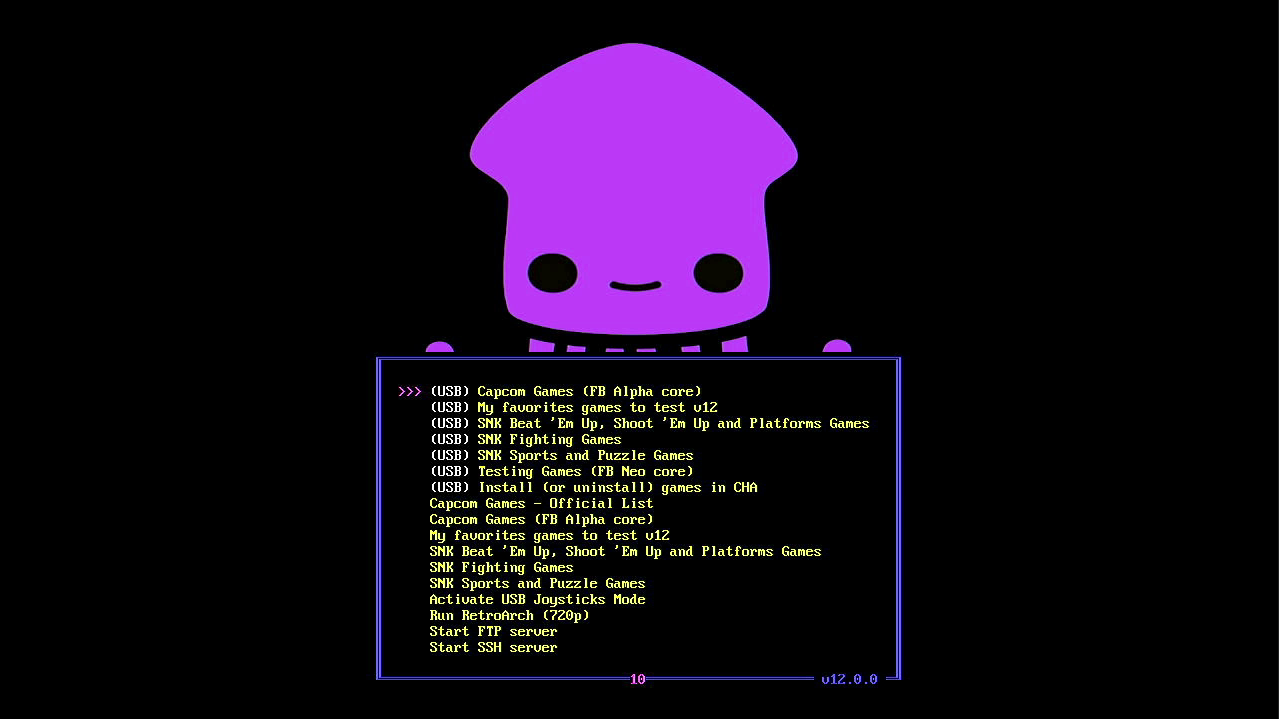 >>> (USB) Capcom Games (FB Alpha core)
(USB) My favorites games to test v12
(USB) SNK Beat 'Em Up, Shoot 'Em Up and Platforms Games
(USB) SNK Fighting Games
(USB) SNK Sports and Puzzle Games
(USB) Testing Games (FB Neo core)
(USB) Install (or uninstall) games in CHA
Capcom Games - Official List
Capcom Games (FB Alpha core)
My favorites games to test v12
SNK Beat 'Em Up, Shoot 'Em Up and Platforms Games
SNK Fighting Games
SNK Sports and Puzzle Games
Activate USB Joysticks Mode
Run RetroArch (720p)
Start FTP server
Start SSH server
10 v12.0.0